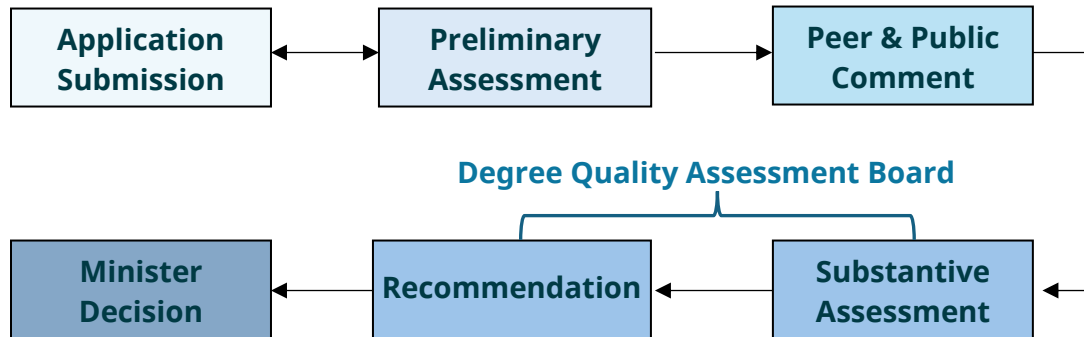 Application
Submission
Preliminary
Assessment
Peer & Public
Comment
Degree Quality Assessment Board
Minister
Decision
Recommendation
Substantive
Assessment